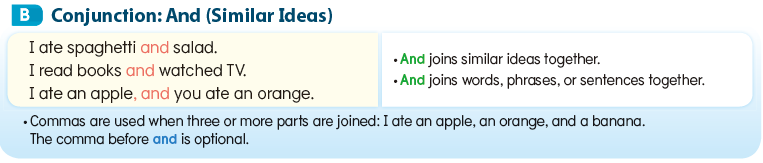 B Conjunction: And (Similar Ideas)
I ate spaghetti and salad.
I read books and watched TV.
I ate an apple, and you ate an orange.
• And joins similar ideas together.
• And joins words, phrases, or sentences together.
• Commas are used when three or more parts are joined: I ate an apple, an orange, and a banana.
The comma before and is optional.